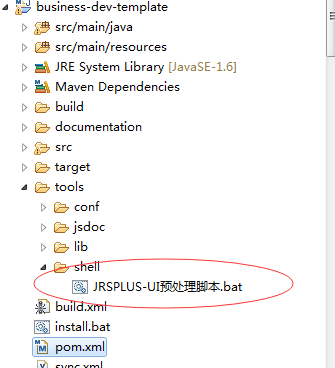 business-dev-template
src/main/java
src/main/resources
JRE System Library [JavaSE-1.6]
Maven Dependencies
build
documentation
src
target
tools
conf
jsdoc
lib
shell
JRSPLUS-UI预处理脚本.bat
build.xml
install.bat
pom.xml
sync.xml